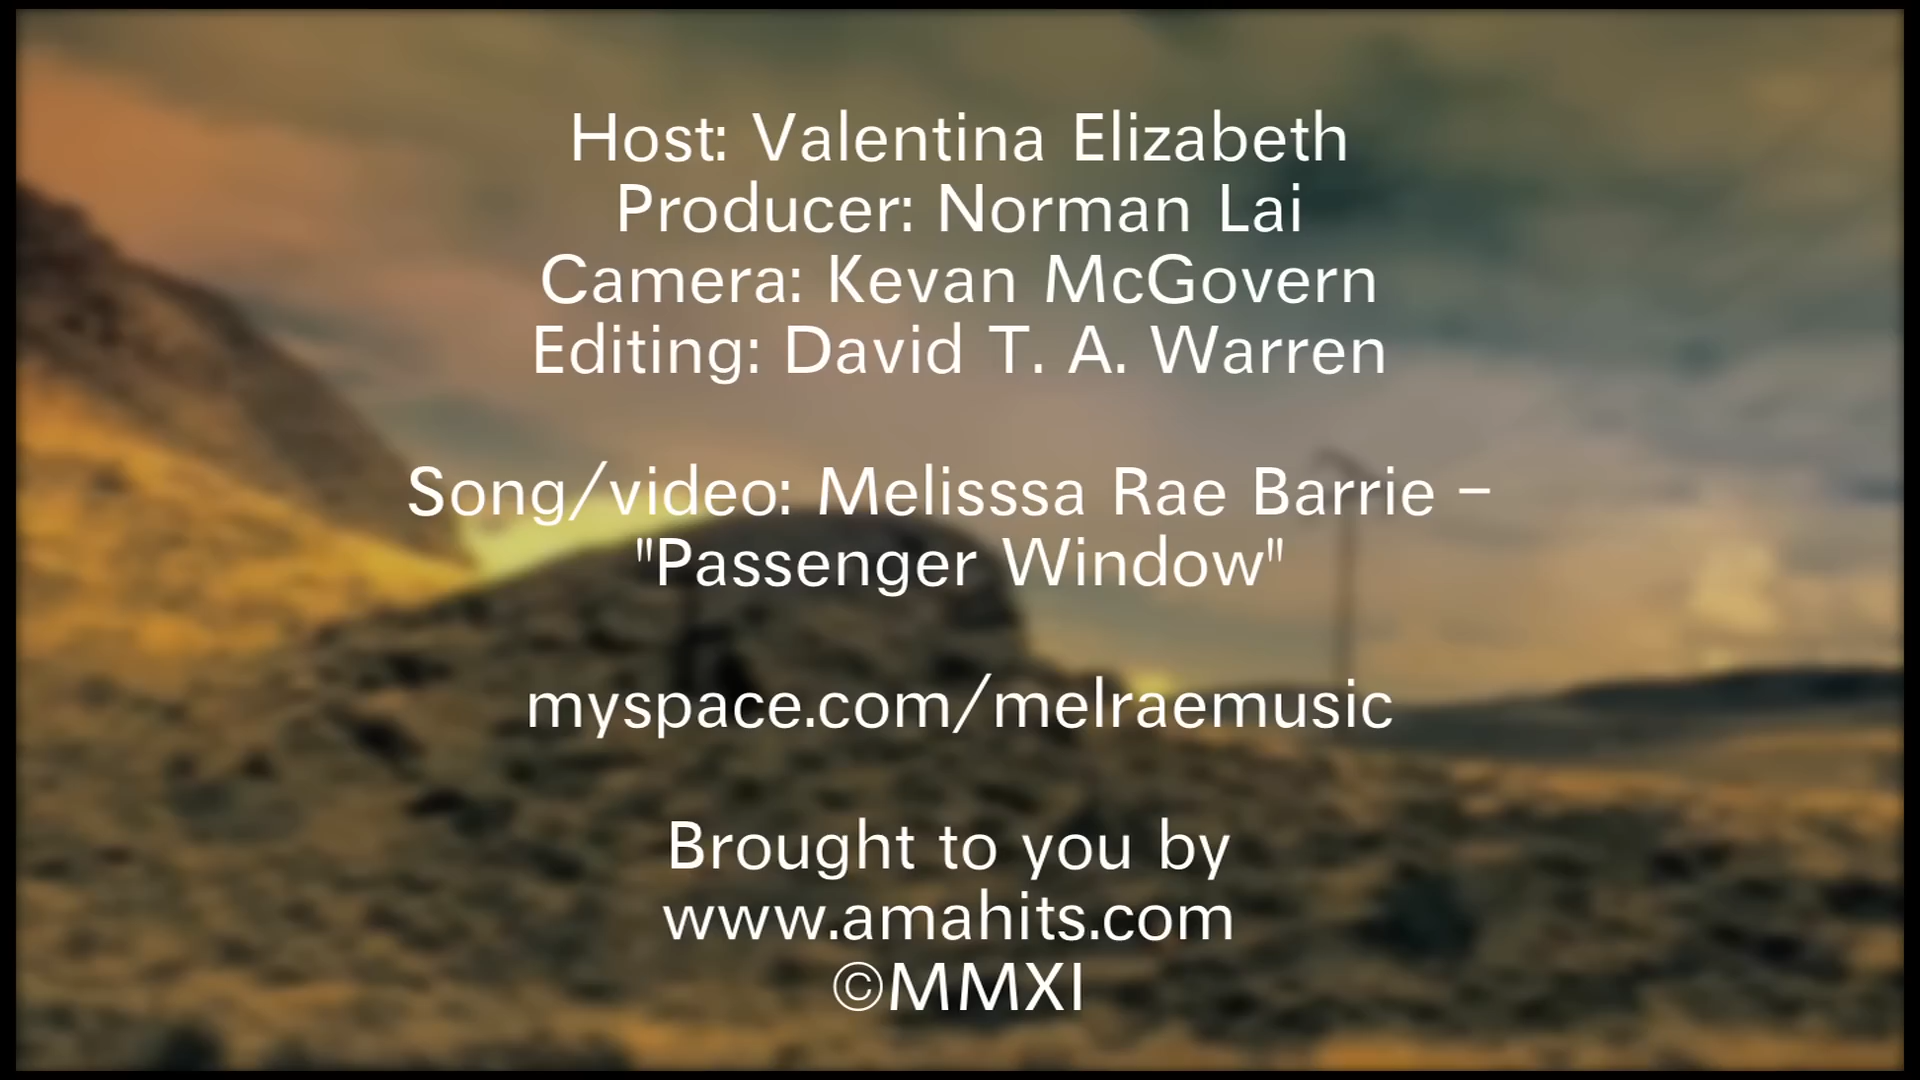 Host: Valentina Elizabeth
Producer: Norman Lai
Camera: Kevan McGovern
Editing: David T. A. Warren
Song/video: Melisssa Rae Barrie –
"Passenger Window"
myspace.com/melraemusic
Brought to you by
www.amahits.com
©MMXI